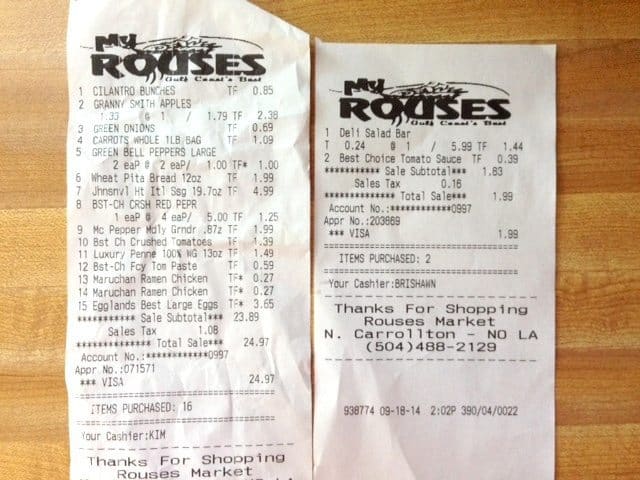 My
ROUSES
Gulf Coast's Best
1 CILANTRO BUNCHES TF 0.85
2 GRANNY SMITH APPLES
1.33 @ 1 / 1.79 TF 2.38
3 GREEN ONIONS TF 0.69
4 CARROTS WHOLE 1LB BAG TF 1.09
5 GREEN BELL PEPPERS LARGE
2 eaP @ 2 eaP/ 1.00 TF* 1.00
6 Wheat Pita Bread 12oz TF 1.99
7 Jhnsnvl Ht Itl Ssg 19.7oz TF 4.99
8 BST-CH CRSH RED PEPR
1 eaP @ 4 eaP/ 5.00 TF 1.25
9 Mc Pepper Mdly Grndr .87z TF 1.99
10 Bst Ch Crushed Tomatoes TF 1.39
11 Luxury Penne 100% WG 13oz TF 1.49
12 Bst-Ch Fcy Tom Paste TF 0.59
13 Maruchan Ramen Chicken TF* 0.27
14 Maruchan Ramen Chicken TF* 0.27
15 Egglands Best Large Eggs TF* 3.65
************ Sale Subtotal*** 23.89
Sales Tax 1.08
************** Total Sale*** 24.97
Account No.:************0997
Appr No.:071571
*** VISA 24.97
ITEMS PURCHASED: 16
Your Cashier:KIM
Thanks For Shopping
Rouses Market
My
ROUSES
Gulf Coast's Best
1 Deli Salad Bar
T 0.24 @ 1 / 5.99 TF 1.44
2 Best Choice Tomato Sauce TF 0.39
************ Sale Subtotal*** 1.83
Sales Tax 0.16
************** Total Sale*** 1.99
Account No.:************0997
Appr No.:203869
*** VISA 1.99
ITEMS PURCHASED: 2
Your Cashier:BRISHAWN
Thanks For Shopping
Rouses Market
N. Carrollton - NO LA
(504)488-2129
938774 09-18-14 2:02P 390/04/0022